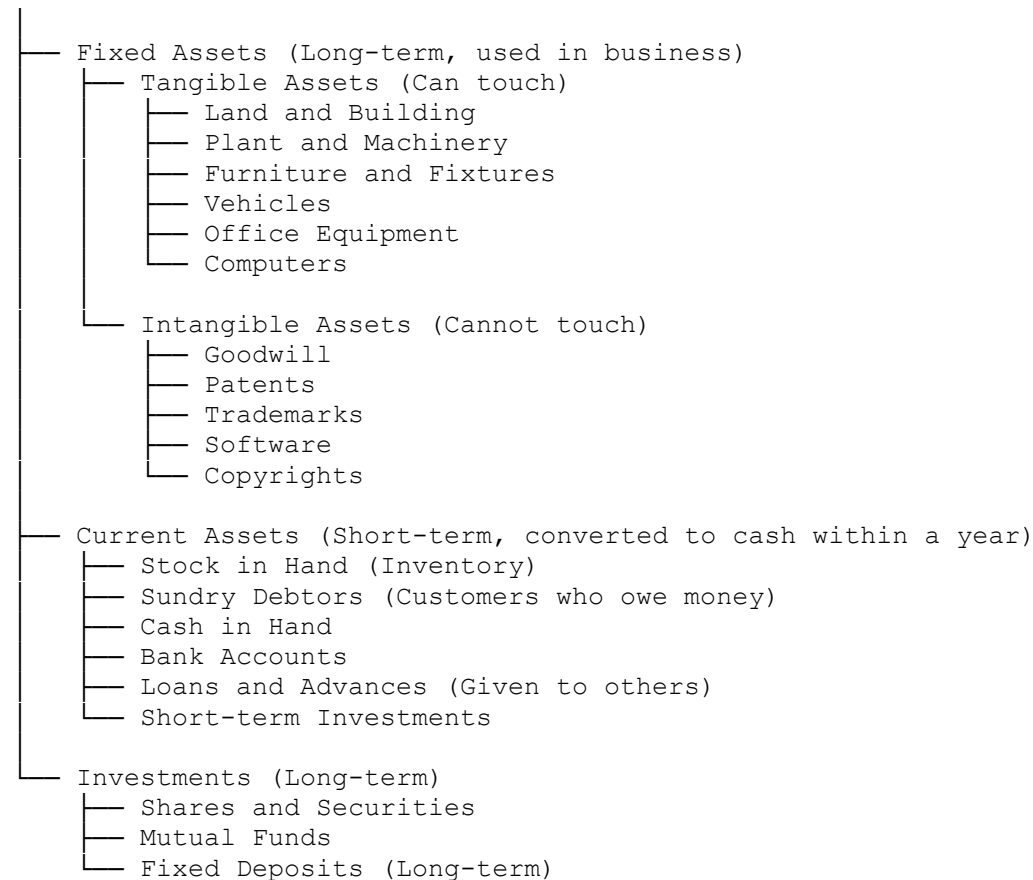 Fixed Assets (Long-term, used in business)
Tangible Assets (Can touch)
Land and Building
Plant and Machinery
Furniture and Fixtures
Vehicles
Office Equipment
Computers
Intangible Assets (Cannot touch)
Goodwill
Patents
Trademarks
Software
Copyrights
Current Assets (Short-term, converted to cash within a year)
Stock in Hand (Inventory)
Sundry Debtors (Customers who owe money)
Cash in Hand
Bank Accounts
Loans and Advances (Given to others)
Short-term Investments
Investments (Long-term)
Shares and Securities
Mutual Funds
Fixed Deposits (Long-term)